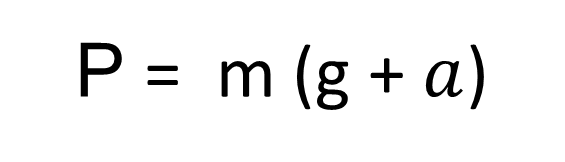 P = m (g + a)